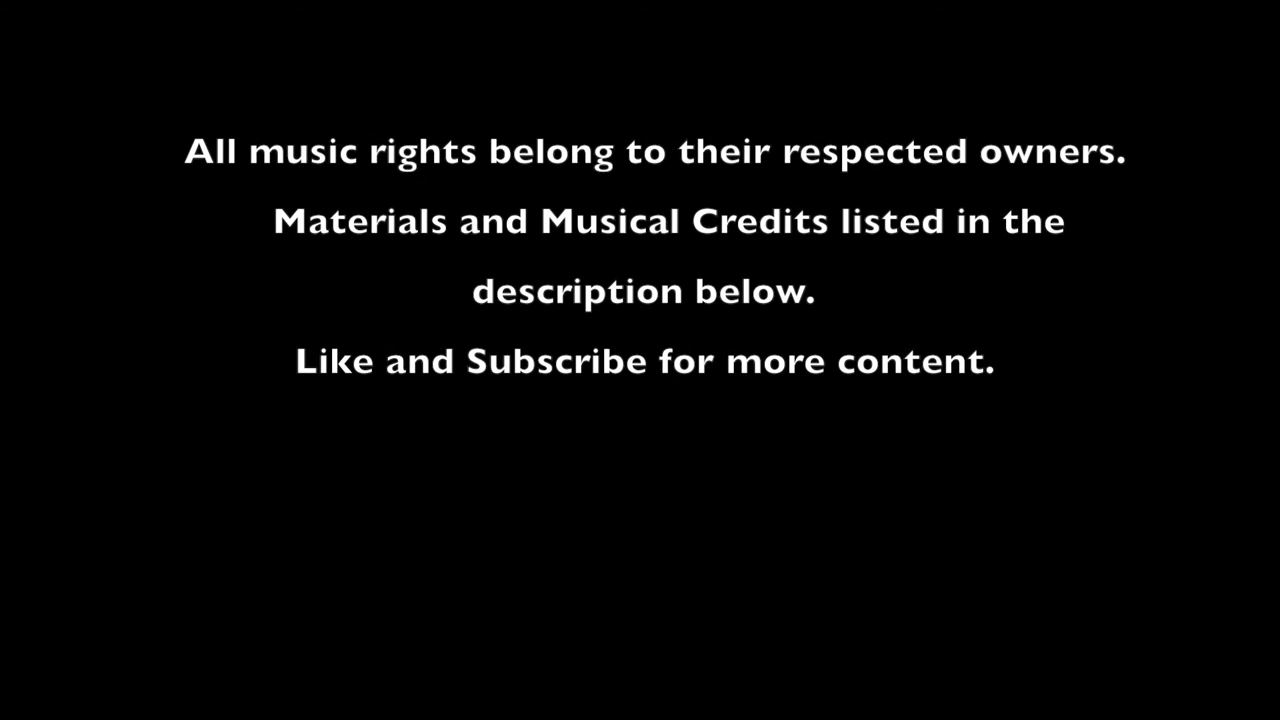 All music rights belong to their respected owners.
Materials and Musical Credits listed in the
description below.
Like and Subscribe for more content.